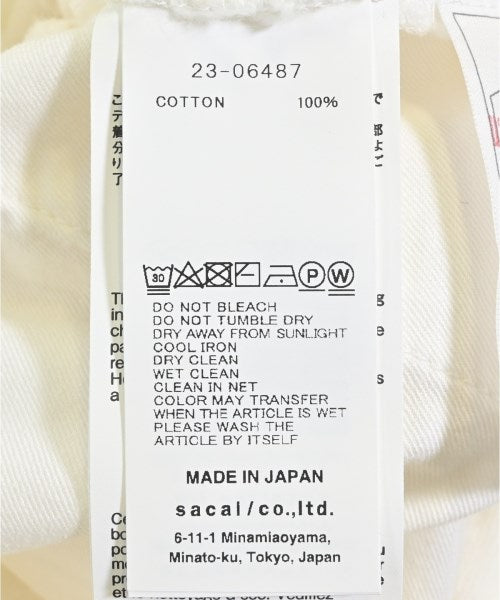 23-06487
COTTON 100%
30
P W
DO NOT BLEACH
DO NOT TUMBLE DRY
DRY AWAY FROM SUNLIGHT
COOL IRON
DRY CLEAN
WET CLEAN
CLEAN IN NET
COLOR MAY TRANSFER
WHEN THE ARTICLE IS WET
PLEASE WASH THE
ARTICLE BY ITSELF
MADE IN JAPAN
sacai/co.,ltd.
6-11-1 Minamiaoyama,
Minato-ku, Tokyo, Japan